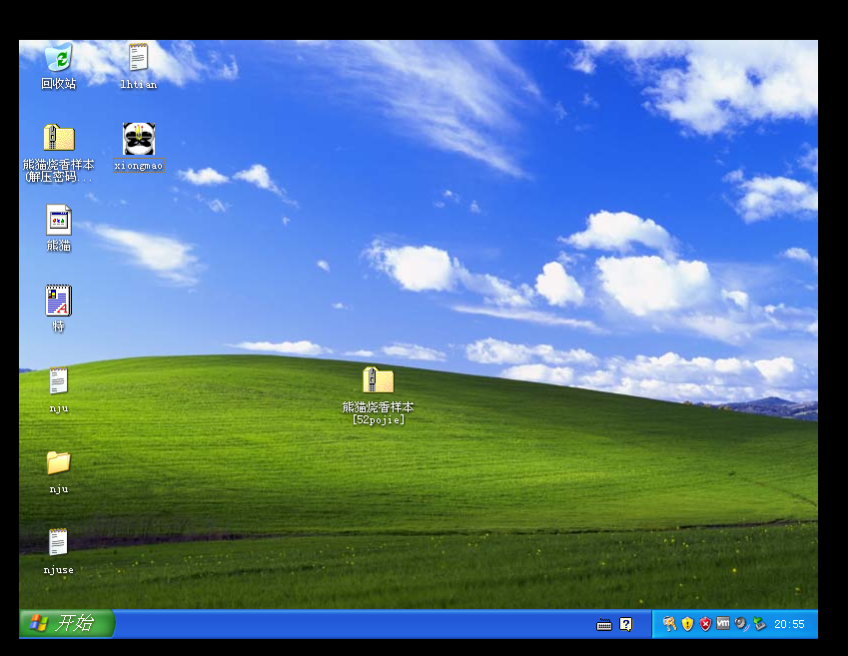 回收站
lhtian
熊猫烧香样本
(解压密码...
xiongmao
熊猫
特
nju
熊猫烧香样本
[52pojie]
nju
njuse
开始
vm
20:55